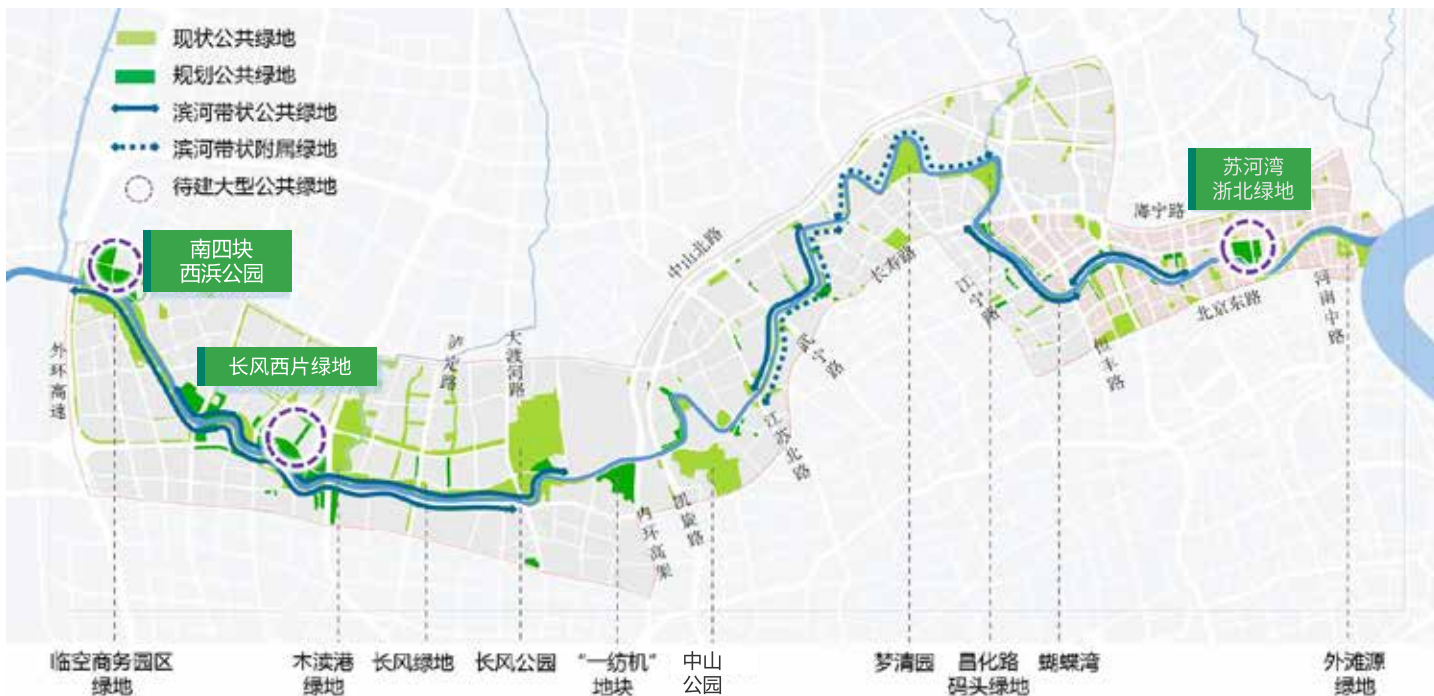 现状公共绿地
规划公共绿地
滨河带状公共绿地
滨河带状附属绿地
待建大型公共绿地
苏河湾
浙北绿地
海宁路
南四块
西浜公园
中山北路
长寿路
江宁路
北京东路
河南中路
恒丰路
外环高速
长风西片绿地
泸定路
大渡河路
武宁路
江苏北路
凯旋路
内环高架
临空商务园区
绿地
木渎港
绿地
长风绿地
长风公园
“一纺机”
地块
中山
公园
梦清园
昌化路
码头绿地
蝴蝶湾
外滩源
绿地